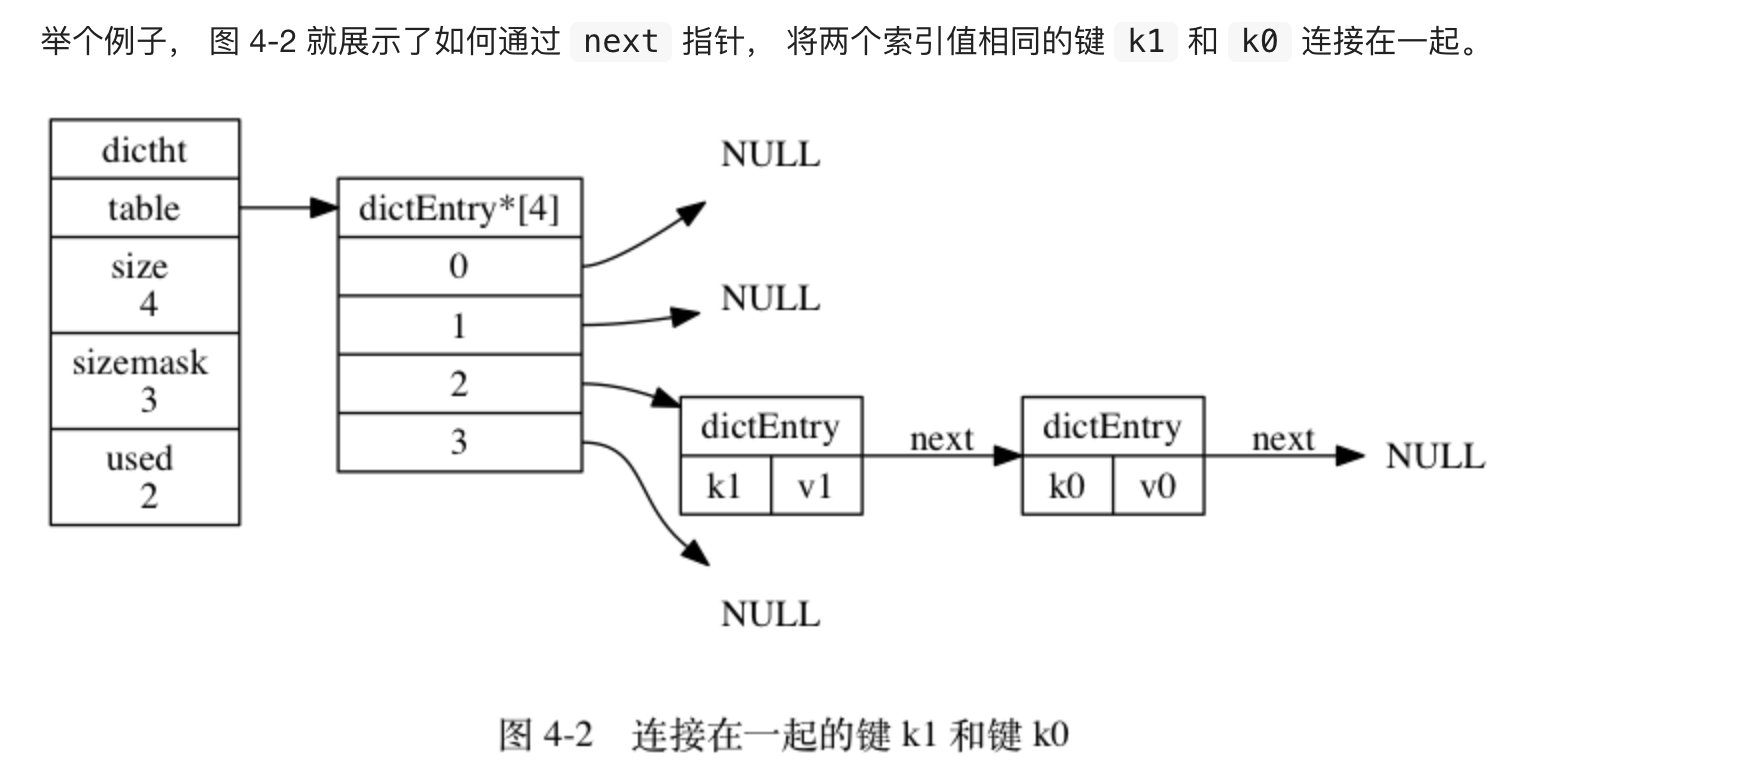 举个例子， 图 4-2 就展示了如何通过 next 指针， 将两个索引值相同的键 k1 和 k0 连接在一起。
dictht
table
size
4
sizemask
3
used
2
dictEntry*[4]
0
1
2
3
NULL
NULL
dictEntry
k1 v1
next
dictEntry
k0 v0
next
NULL
NULL
图 4-2 连接在一起的键 k1 和键 k0